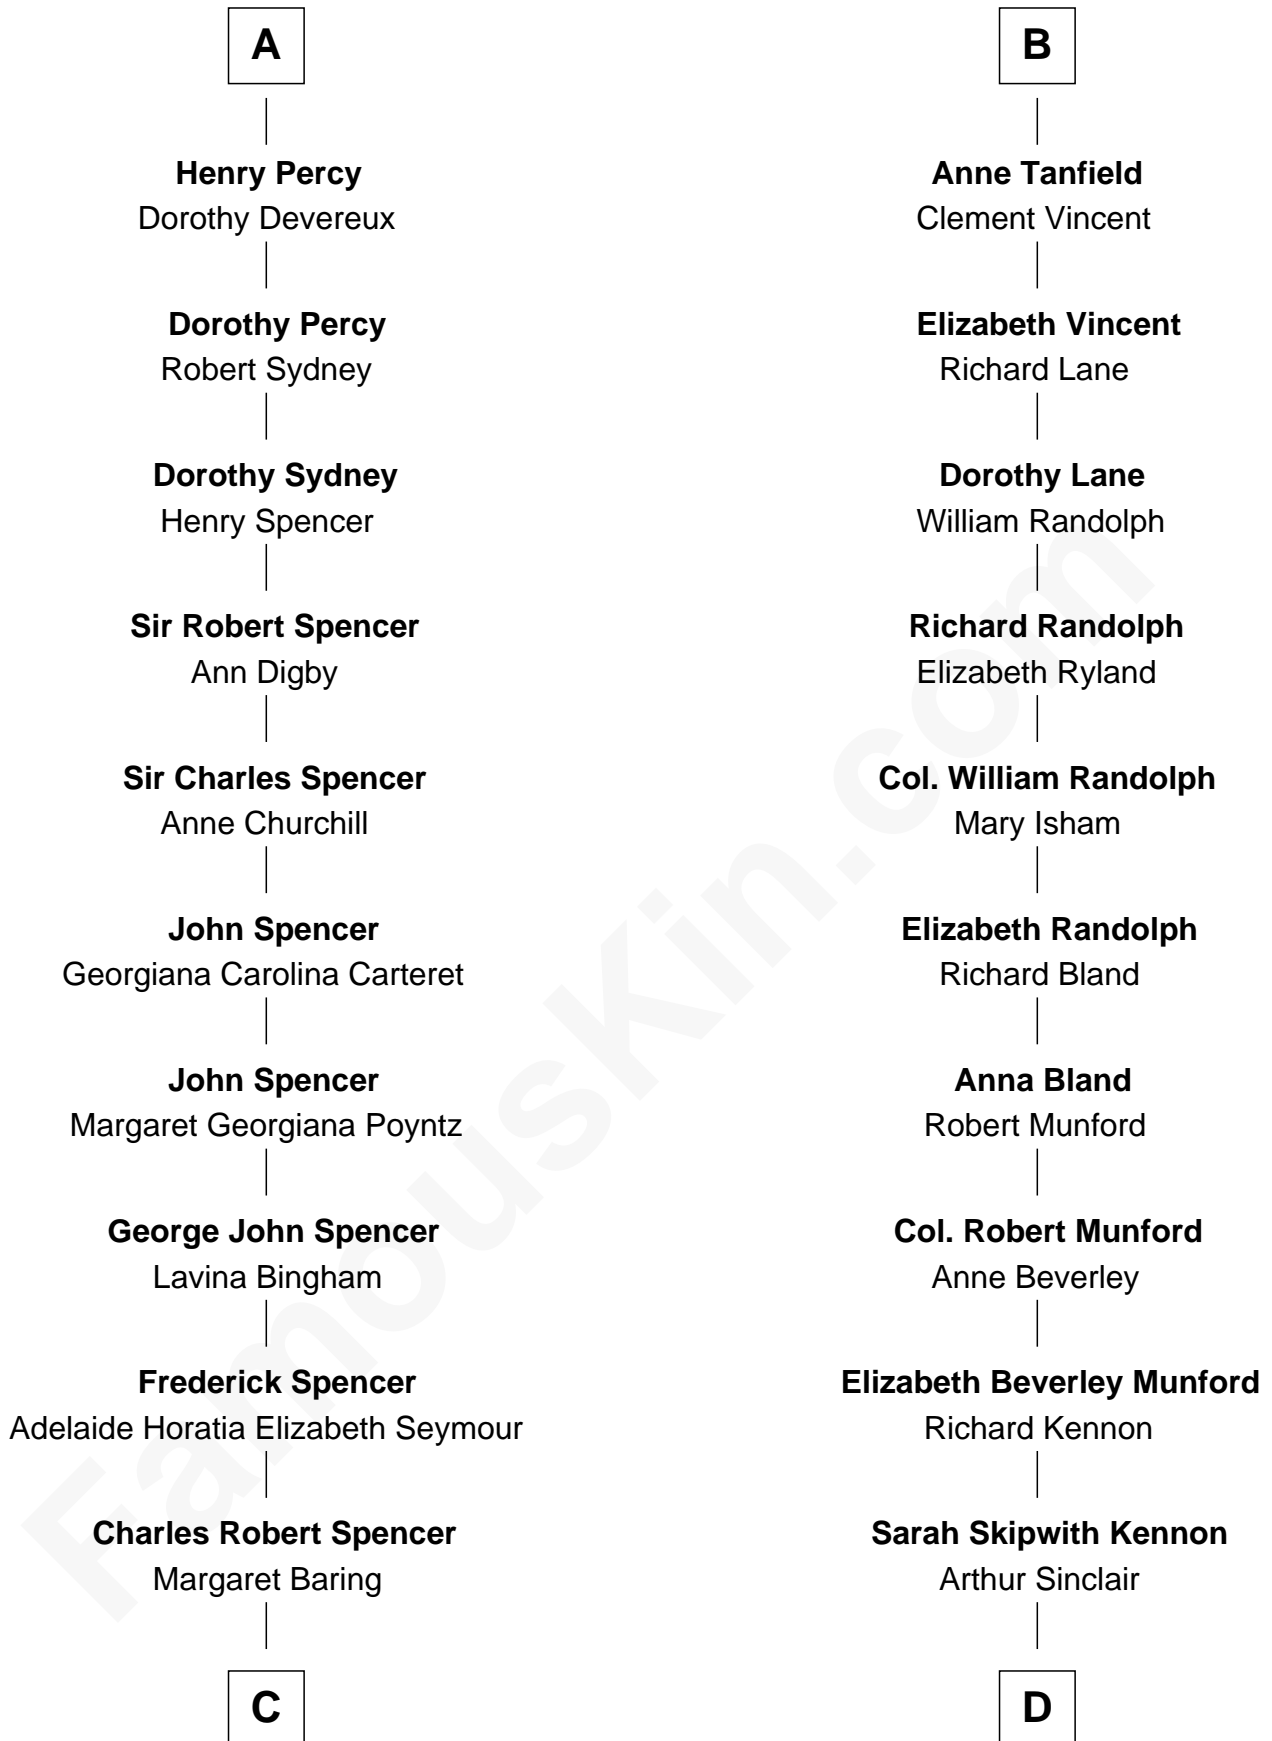 A
Henry Percy
Dorothy Devereux
Dorothy Percy
Robert Sydney
Dorothy Sydney
Henry Spencer
Sir Robert Spencer
Ann Digby
Sir Charles Spencer
Anne Churchill
John Spencer
Georgiana Carolina Carteret
John Spencer
Margaret Georgiana Poyntz
George John Spencer
Lavina Bingham
Frederick Spencer
Adelaide Horatia Elizabeth Seymour
Charles Robert Spencer
Margaret Baring
C
B
Anne Tanfield
Clement Vincent
Elizabeth Vincent
Richard Lane
Dorothy Lane
William Randolph
Richard Randolph
Elizabeth Ryland
Col. William Randolph
Mary Isham
Elizabeth Randolph
Richard Bland
Anna Bland
Robert Munford
Col. Robert Munford
Anne Beverley
Elizabeth Beverley Munford
Richard Kennon
Sarah Skipwith Kennon
Arthur Sinclair
D
FamousKin.com